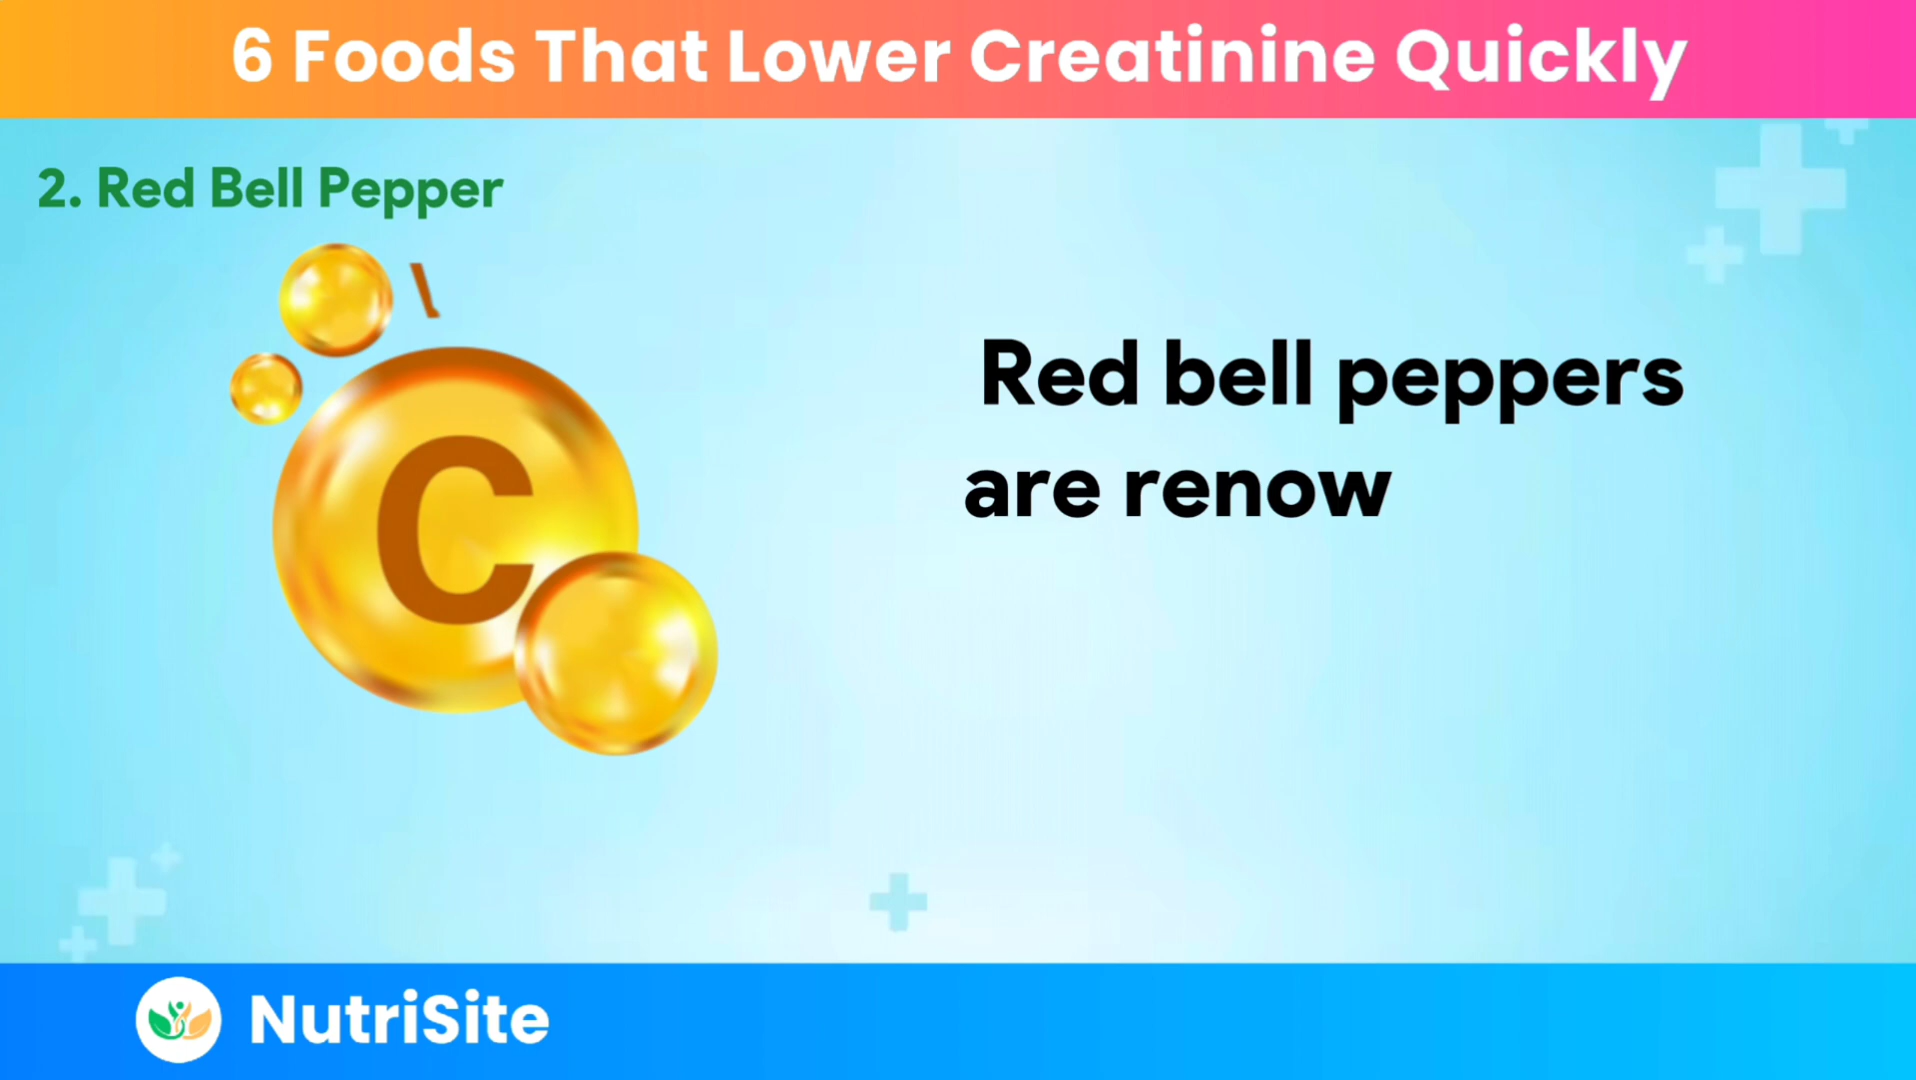 6 Foods That Lower Creatinine Quickly
2. Red Bell Pepper
C
Red bell peppers
are renow
NutriSite